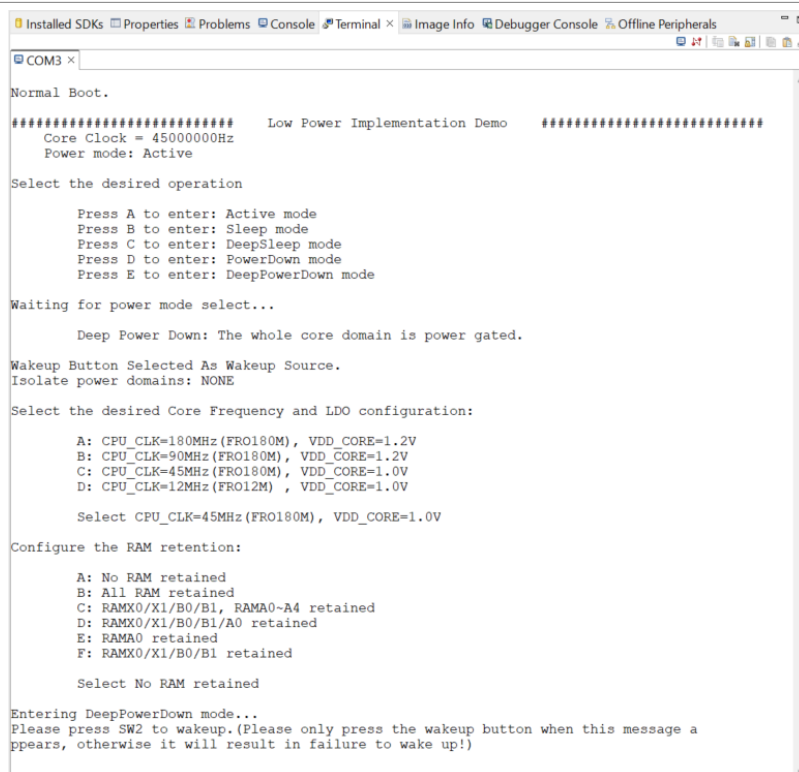 Installed SDKs Properties Problems Console Terminal × Image Info Debugger Console Offline Peripherals
COM3 ×
Normal Boot.
########################### Low Power Implementation Demo ###########################
Core Clock = 45000000Hz
Power mode: Active
Select the desired operation
Press A to enter: Active mode
Press B to enter: Sleep mode
Press C to enter: DeepSleep mode
Press D to enter: PowerDown mode
Press E to enter: DeepPowerDown mode
Waiting for power mode select...
Deep Power Down: The whole core domain is power gated.
Wakeup Button Selected As Wakeup Source.
Isolate power domains: NONE
Select the desired Core Frequency and LDO configuration:
A: CPU_CLK=180MHz(FRO180M), VDD_CORE=1.2V
B: CPU_CLK=90MHz(FRO180M), VDD_CORE=1.2V
C: CPU_CLK=45MHz(FRO180M), VDD_CORE=1.0V
D: CPU_CLK=12MHz(FRO12M) , VDD_CORE=1.0V
Select CPU_CLK=45MHz(FRO180M), VDD_CORE=1.0V
Configure the RAM retention:
A: No RAM retained
B: All RAM retained
C: RAMX0/X1/B0/B1, RAMA0~A4 retained
D: RAMX0/X1/B0/B1/A0 retained
E: RAMA0 retained
F: RAMX0/X1/B0/B1 retained
Select No RAM retained
Entering DeepPowerDown mode...
Please press SW2 to wakeup.(Please only press the wakeup button when this message a
ppears, otherwise it will result in failure to wake up!)